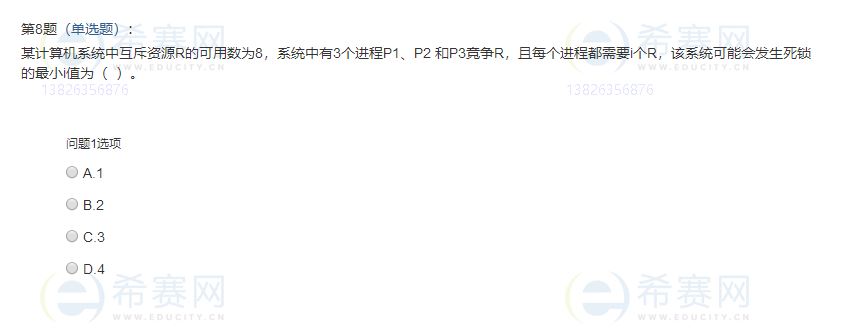 第8题（单选题）：
某计算机系统中互斥资源R的可用数为8，系统中有3个进程P1、P2 和P3竞争R，且每个进程都需要i个R，该系统可能会发生死锁
的最小i值为（ ）。
13826356876
13826356876
问题1选项
A.1
B.2
C.3
D.4
希赛网
WWW.EDUCITY.CN
希赛网
WWW.EDUCITY.CN
希赛网
WWW.EDUCITY.CN
希赛网
WWW.EDUCITY.CN